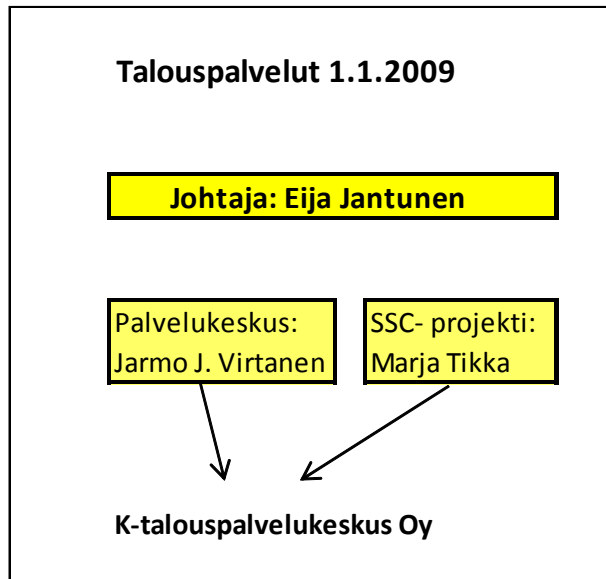 Talouspalvelut 1.1.2009
Johtaja: Eija Jantunen
Palvelukeskus:
Jarmo J. Virtanen
SSC- projekti:
Marja Tikka
K-talouspalvelukeskus Oy